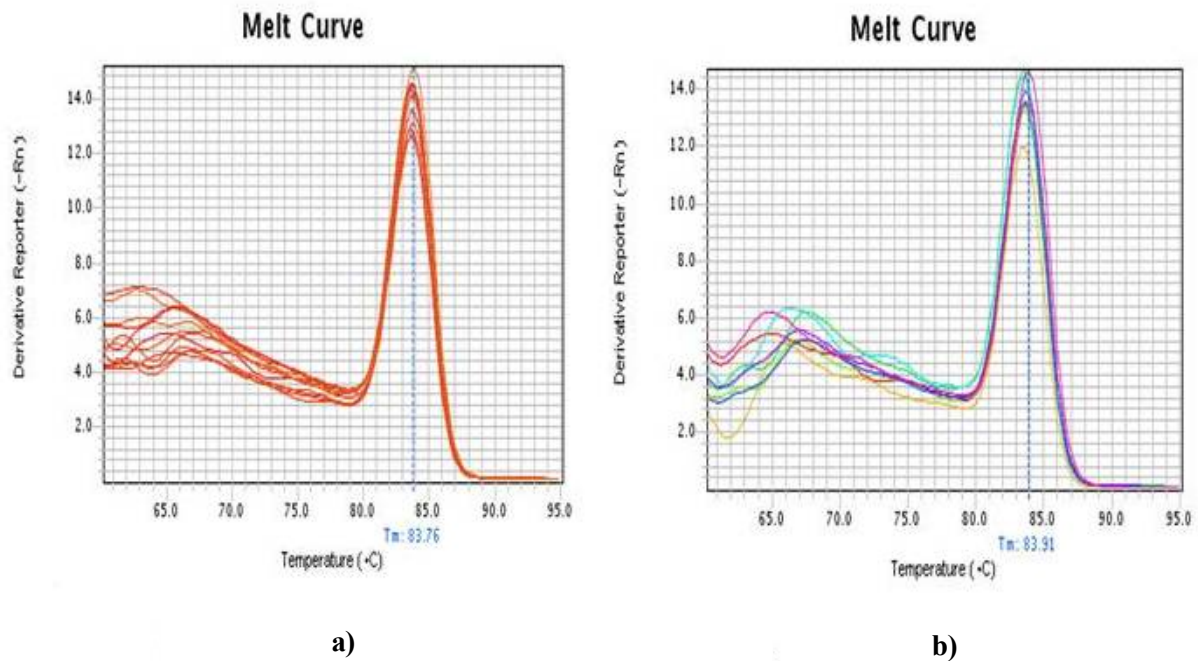 Melt Curve
Derivative Reporter (-Rn)
14.0
12.0
10.0
8.0
6.0
4.0
2.0
65.0 70.0 75.0 80.0 85.0 90.0 95.0
Tm: 83.76
Temperature (•C)
a)
Melt Curve
Derivative Reporter (-Rn)
14.0
12.0
10.0
8.0
6.0
4.0
2.0
65.0 70.0 75.0 80.0 85.0 90.0 95.0
Tm: 83.91
Temperature (•C)
b)